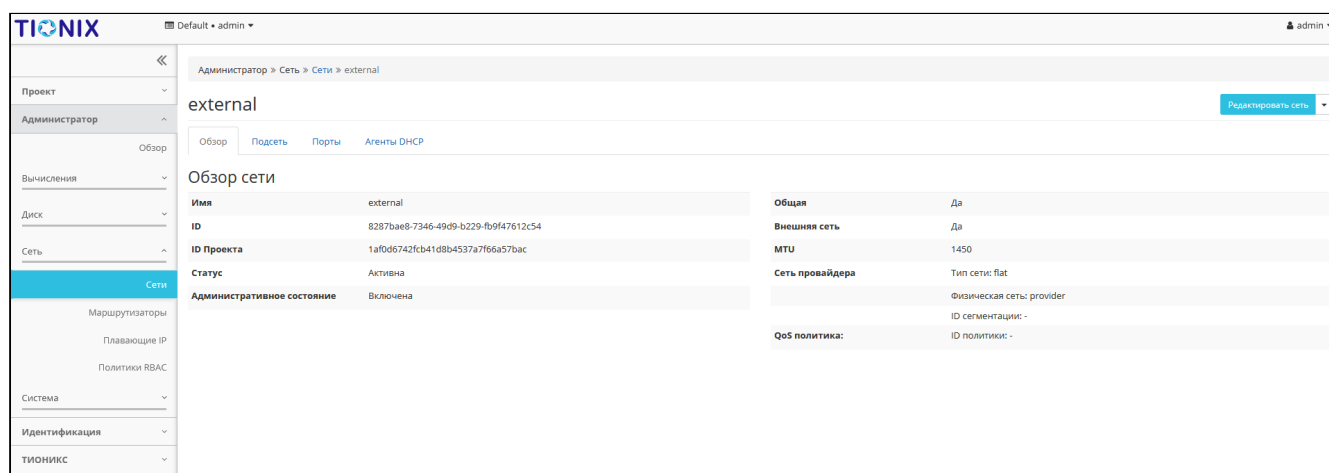 TIONIX
Default • admin
admin
Администратор » Сеть » Сети » external
Проект
Администратор
Обзор
Вычисления
Диск
Сеть
Сети
Маршрутизаторы
Плавающие IP
Политики RBAC
Система
Идентификация
ТИОНИКС
external
Редактировать сеть
Обзор Подсеть Порты Агенты DHCP
Обзор сети
Имя external
ID 8287bae8-7346-49d9-b229-fb9f47612c54
ID Проекта 1af0d6742fcb41d8b4537a7f66a57bac
Статус Активна
Административное состояние Включена
Общая Да
Внешняя сеть Да
MTU 1450
Сеть провайдера Тип сети: flat
Физическая сеть: provider
ID сегментации: -
QoS политика: ID политики: -